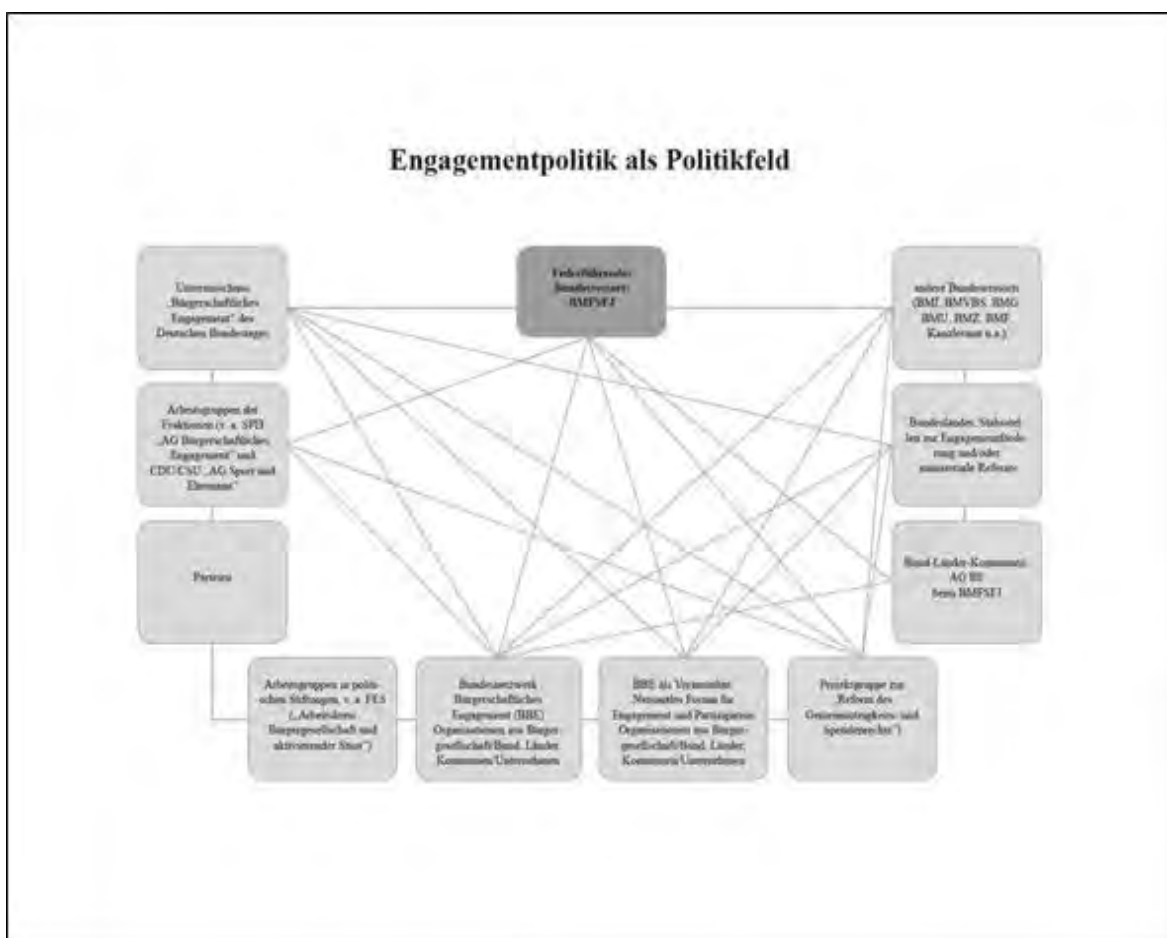 Engagementpolitik als Politikfeld
Unterausschuss
„Bürgerschaftliches
Engagement" des
Deutschen Bundestages
Federführendes
Bundesressort:
BMFSFJ
andere Bundesressorts
(BMI, BMVBS, BMG
BMU, BMZ, BMF
Kanzleramt u.a.)
Arbeitsgruppen der
Fraktionen (v. a. SPD
„AG Bürgerschaftliches
Engagement" und
CDU/CSU „AG Sport und
Ehrenamt"
Bundesländer, Stabsstel
len zur Engagementförde
rung und/oder
ministeriale Referate
Parteien
Bund-Länder-Kommunen
AG BE
beim BMFSFJ
Arbeitsgruppen in politi-
schen Stiftungen, v. a. FES
(„Arbeitskreis
Bürgergesellschaft und
aktivierender Staat")
Bundesnetzwerk
Bürgerschaftliches
Engagement (BBE)
Organisationen aus Bürger-
gesellschaft/Bund, Länder,
Kommunen/Unternehmen
BBE als Veranstalter
Nationales Forum für
Engagement und Partizipation
Organisationen aus Bürger-
gesellschaft/Bund, Länder,
Kommunen/Unternehmen
Projektgruppe zur
„Reform des
Gemeinnützigkeits- und
Spendenrechts")